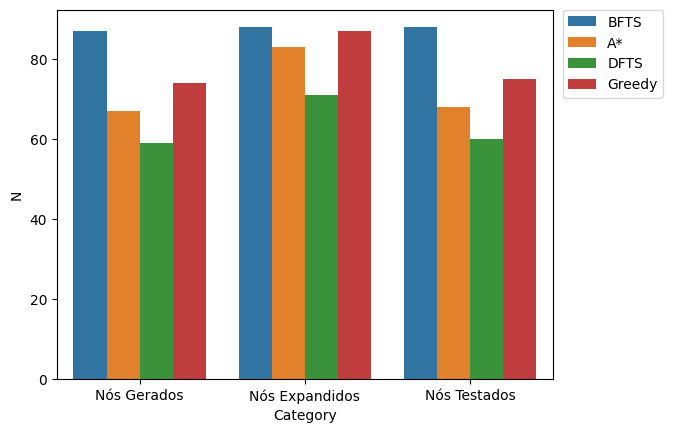 BFTS
A*
DFTS
Greedy
80
60
40
20
0
N
Nós Gerados
Nós Expandidos
Nós Testados
Category